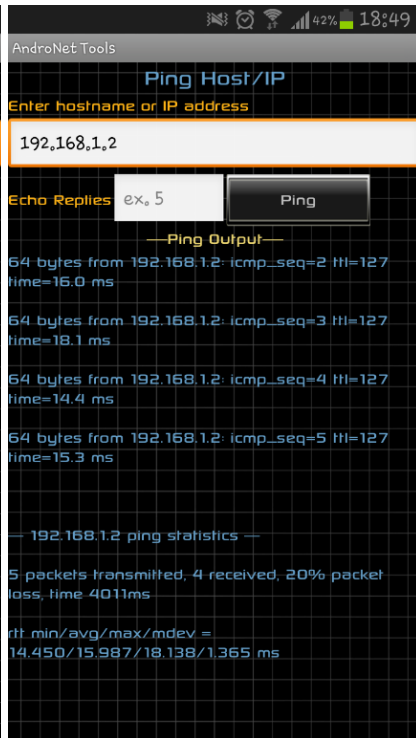 42% 18:49
AndroNet Tools
Ping Host/IP
Enter hostname or IP address
192.168.1.2
Echo Replies ex. 5 Ping
—Ping Output—
64 bytes from 192.168.1.2: icmp_seq=2 ttl=127
time=16.0 ms
64 bytes from 192.168.1.2: icmp_seq=3 ttl=127
time=18.1 ms
64 bytes from 192.168.1.2: icmp_seq=4 ttl=127
time=14.4 ms
64 bytes from 192.168.1.2: icmp_seq=5 ttl=127
time=15.3 ms
— 192.168.1.2 ping statistics —
5 packets transmitted, 4 received, 20% packet
loss, time 4011ms
rtt min/avg/max/mdev =
14.450/15.987/18.138/1.365 ms